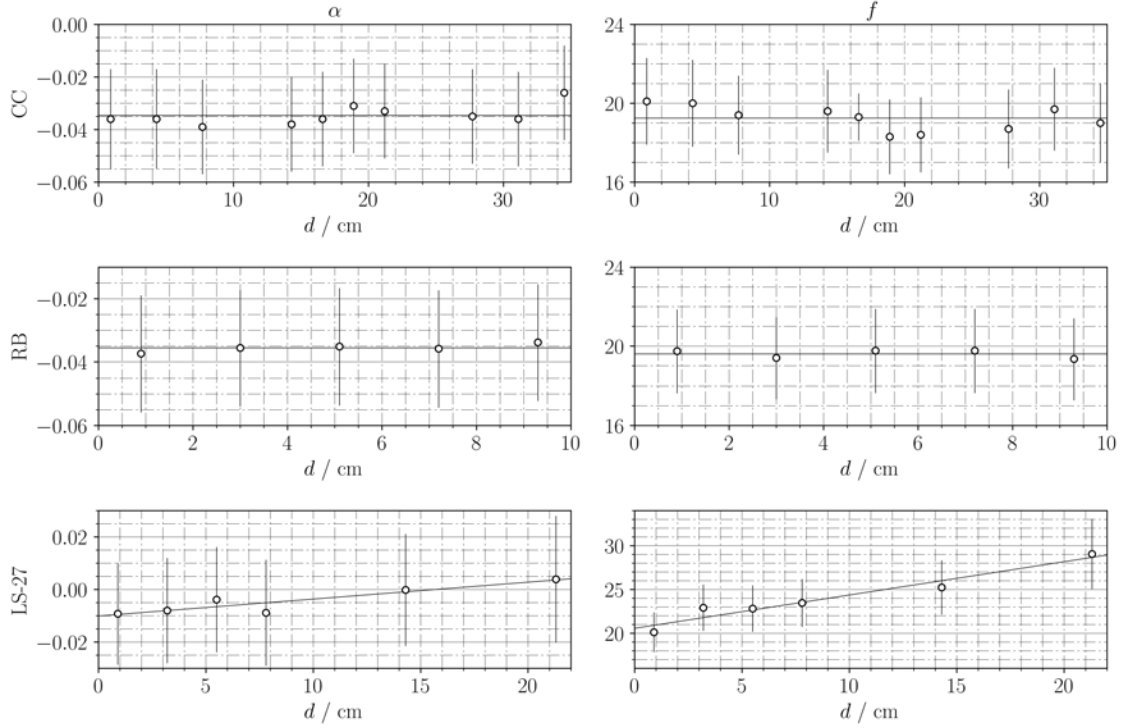 α f
CC
0.00 −0.02 −0.04 −0.06
0 10 20 30
d / cm
24 20 16
0 10 20 30
d / cm
RB
−0.02 −0.04 −0.06
0 2 4 6 8 10
d / cm
24 20 16
0 2 4 6 8 10
d / cm
LS-27
0.02 0.00 −0.02
0 5 10 15 20
d / cm
30 25 20
0 5 10 15 20
d / cm